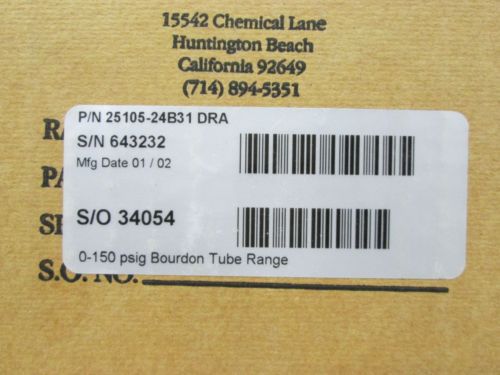 15542 Chemical Lane
Huntington Beach
California 92649
(714) 894-5351
P/N 25105-24B31 DRA
S/N 643232
Mfg Date 01 / 02
S/O 34054
0-150 psig Bourdon Tube Range
S.O. NO.